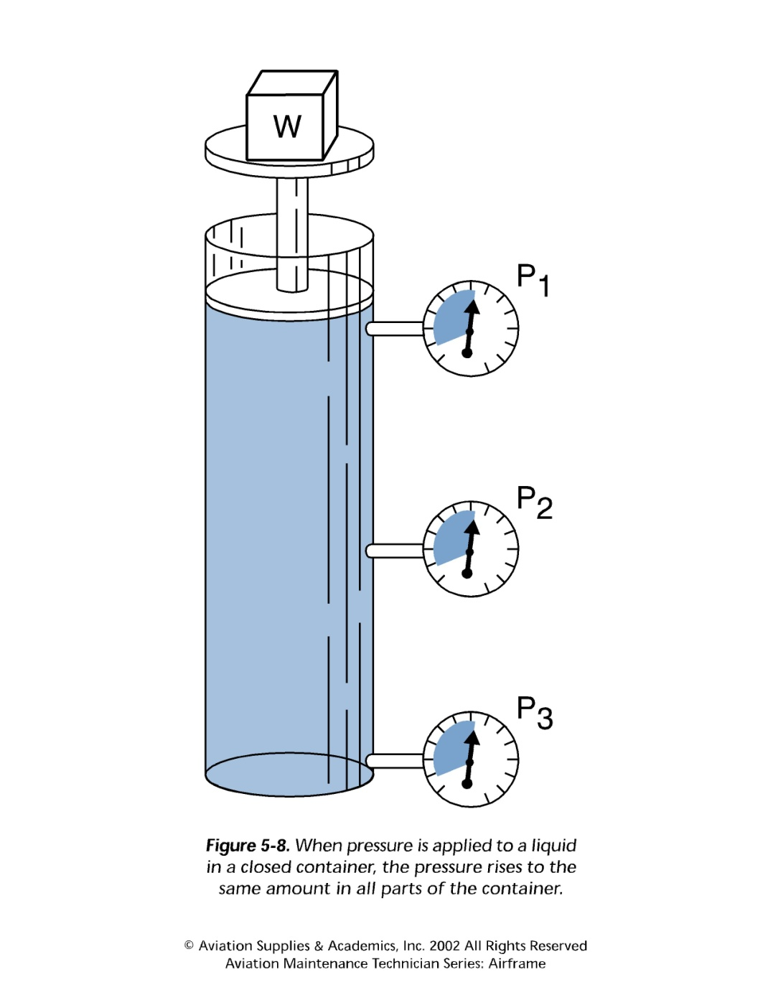 W
P1
P2
P3
Figure 5-8. When pressure is applied to a liquid
in a closed container, the pressure rises to the
same amount in all parts of the container.
© Aviation Supplies & Academics, Inc. 2002 All Rights Reserved
Aviation Maintenance Technician Series: Airframe